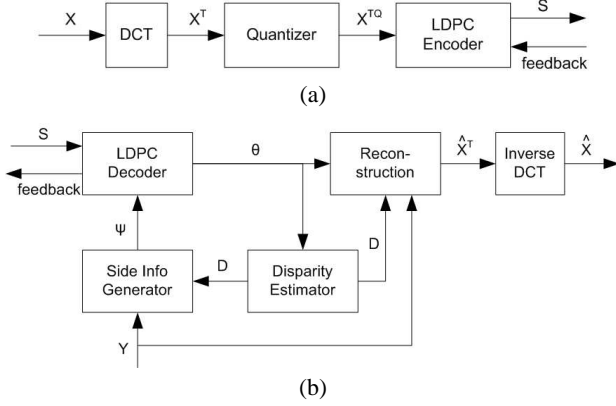 X
DCT
X^T
Quantizer
X^TQ
LDPC
Encoder
S
feedback
(a)
S
feedback
LDPC
Decoder
θ
Recon-
struction
X̂^T
Inverse
DCT
X̂
ψ
D
D
Side Info
Generator
Disparity
Estimator
Y
(b)